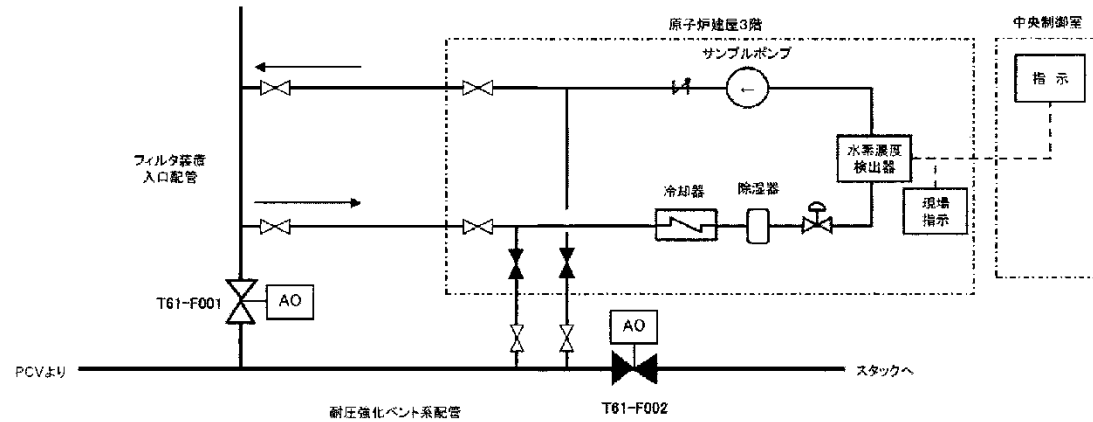 原子炉建屋3階
中央制御室
サンプルポンプ
←
指 示
フィルタ装置
入口配管
水素濃度
検出器
冷却器
除湿器
現場
指示
T61-F001
AO
AO
PCVより
スタックへ
T61-F002
耐圧強化ベント系配管